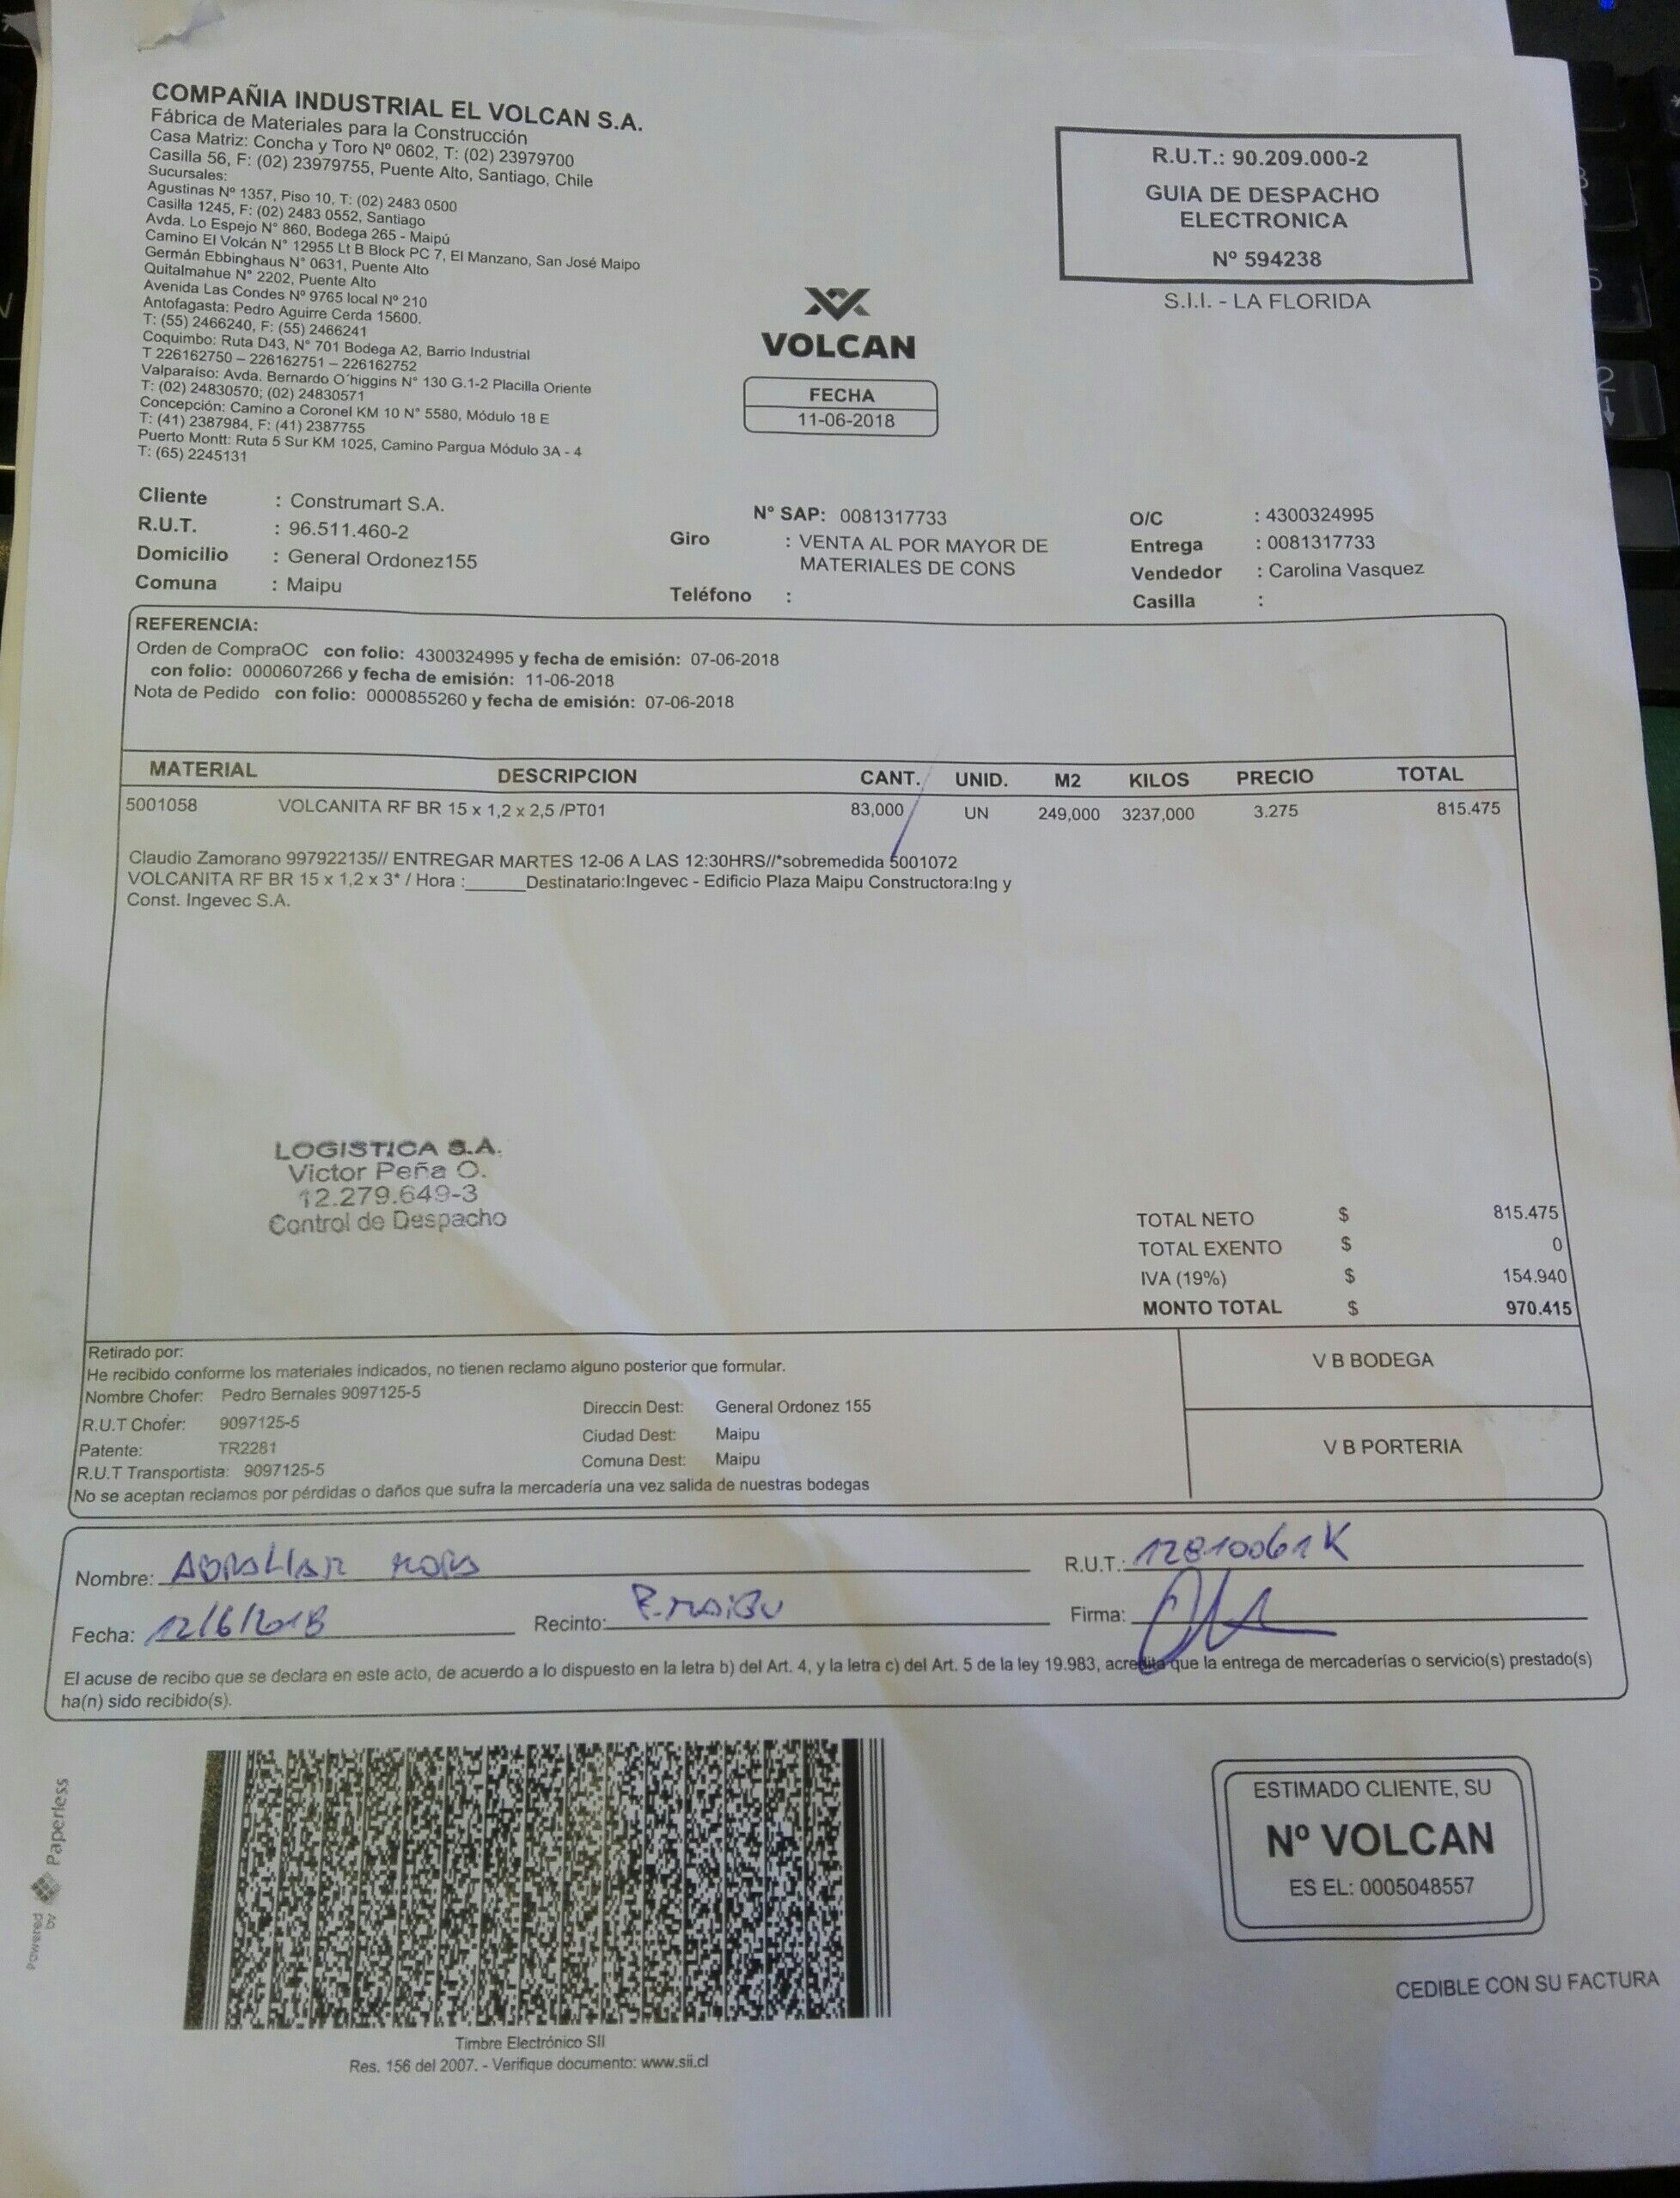 COMPAÑIA INDUSTRIAL EL VOLCAN S.A.
Fábrica de Materiales para la Construcción
Casa Matriz: Concha y Toro Nº 0602, T: (02) 23979700
Casilla 56, F: (02) 23979755, Puente Alto, Santiago, Chile
Sucursales:
Agustinas Nº 1357, Piso 10, T: (02) 2483 0500
Casilla 1245, F: (02) 2483 0552, Santiago
Avda. Lo Espejo N° 860, Bodega 265 - Maipú
Camino El Volcán N° 12955 Lt B Block PC 7, El Manzano, San José Maipo
Germán Ebbinghaus N° 0631, Puente Alto
Quitalmahue N° 2202, Puente Alto
Avenida Las Condes Nº 9765 local Nº 210
Antofagasta: Pedro Aguirre Cerda 15600.
T: (55) 2466240, F: (55) 2466241
Coquimbo: Ruta D43, N° 701 Bodega A2, Barrio Industrial
T 226162750 – 226162751 – 226162752
Valparaíso: Avda. Bernardo O´higgins N° 130 G.1-2 Placilla Oriente
T: (02) 24830570; (02) 24830571
Concepción: Camino a Coronel KM 10 N° 5580, Módulo 18 E
T: (41) 2387984, F: (41) 2387755
Puerto Montt: Ruta 5 Sur KM 1025, Camino Pargua Módulo 3A - 4
T: (65) 2245131
VOLCAN
FECHA
11-06-2018
R.U.T.: 90.209.000-2
GUIA DE DESPACHO
ELECTRONICA
Nº 594238
S.I.I. - LA FLORIDA
Cliente : Construmart S.A.
R.U.T. : 96.511.460-2
Domicilio : General Ordonez155
Comuna : Maipu
N° SAP: 0081317733
Giro : VENTA AL POR MAYOR DE
MATERIALES DE CONS
Teléfono :
O/C : 4300324995
Entrega : 0081317733
Vendedor : Carolina Vasquez
Casilla :
REFERENCIA:
Orden de CompraOC con folio: 4300324995 y fecha de emisión: 07-06-2018
con folio: 0000607266 y fecha de emisión: 11-06-2018
Nota de Pedido con folio: 0000855260 y fecha de emisión: 07-06-2018
MATERIAL DESCRIPCION CANT. UNID. M2 KILOS PRECIO TOTAL
5001058 VOLCANITA RF BR 15 x 1,2 x 2,5 /PT01 83,000 UN 249,000 3237,000 3.275 815.475
Claudio Zamorano 997922135// ENTREGAR MARTES 12-06 A LAS 12:30HRS//*sobremedida 5001072
VOLCANITA RF BR 15 x 1,2 x 3* / Hora :______Destinatario:Ingevec - Edificio Plaza Maipu Constructora:Ing y
Const. Ingevec S.A.
LOGISTICA S.A.
Victor Peña O.
12.279.649-3
Control de Despacho
TOTAL NETO $ 815.475
TOTAL EXENTO $ 0
IVA (19%) $ 154.940
MONTO TOTAL $ 970.415
Retirado por:
He recibido conforme los materiales indicados, no tienen reclamo alguno posterior que formular.
Nombre Chofer: Pedro Bernales 9097125-5
R.U.T Chofer: 9097125-5
Patente: TR2281
R.U.T Transportista: 9097125-5
Direccin Dest: General Ordonez 155
Ciudad Dest: Maipu
Comuna Dest: Maipu
No se aceptan reclamos por pérdidas o daños que sufra la mercadería una vez salida de nuestras bodegas
V B BODEGA
V B PORTERIA
Nombre:
R.U.T.: 12810061K
Fecha: 12/6/2018 Recinto: P. MAIPU Firma:
El acuse de recibo que se declara en este acto, de acuerdo a lo dispuesto en la letra b) del Art. 4, y la letra c) del Art. 5 de la ley 19.983, acredita que la entrega de mercaderías o servicio(s) prestado(s)
ha(n) sido recibido(s).
Powered by Paperless
Timbre Electrónico SII
Res. 156 del 2007. - Verifique documento: www.sii.cl
ESTIMADO CLIENTE, SU
Nº VOLCAN
ES EL: 0005048557
CEDIBLE CON SU FACTURA